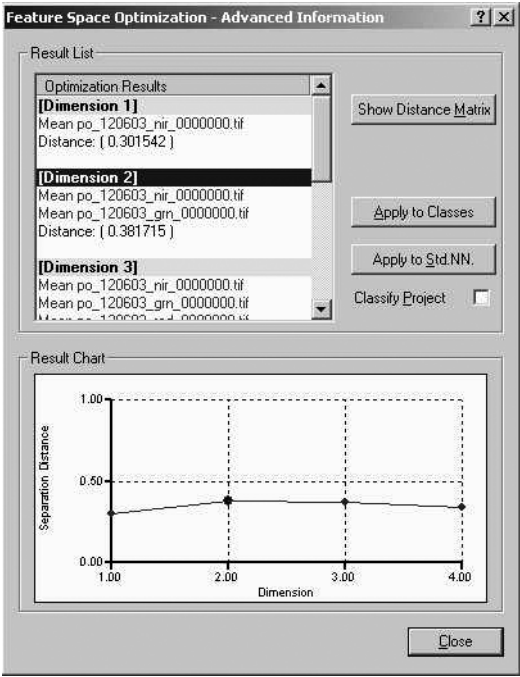 Feature Space Optimization - Advanced Information
Result List
Optimization Results
[Dimension 1]
Mean po_120603_nir_0000000.tif
Distance: ( 0.301542 )
[Dimension 2]
Mean po_120603_nir_0000000.tif
Mean po_120603_grn_0000000.tif
Distance: ( 0.381715 )
[Dimension 3]
Mean po_120603_nir_0000000.tif
Mean po_120603_grn_0000000.tif
Mean po_120603_red_0000000.tif
Show Distance Matrix
Apply to Classes
Apply to Std.NN.
Classify Project
Result Chart
Separation Distance
1.00
0.50
0.00
1.00 2.00 3.00 4.00
Dimension
Close